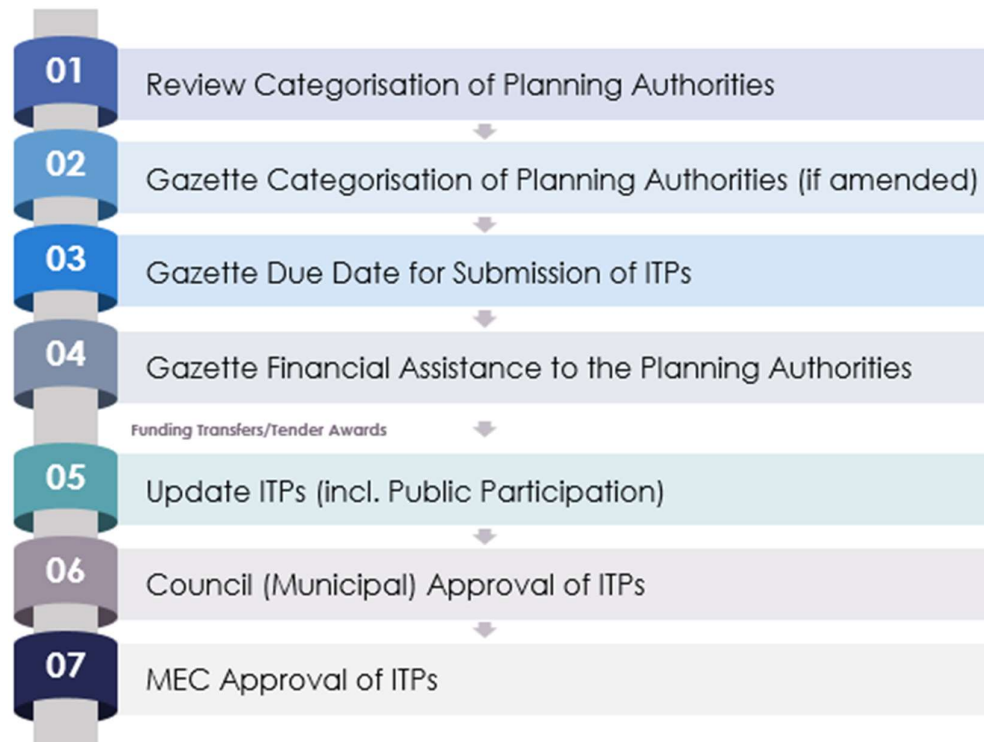 01
Review Categorisation of Planning Authorities
02
Gazette Categorisation of Planning Authorities (if amended)
03
Gazette Due Date for Submission of ITPs
04
Gazette Financial Assistance to the Planning Authorities
Funding Transfers/Tender Awards
05
Update ITPs (incl. Public Participation)
06
Council (Municipal) Approval of ITPs
07
MEC Approval of ITPs